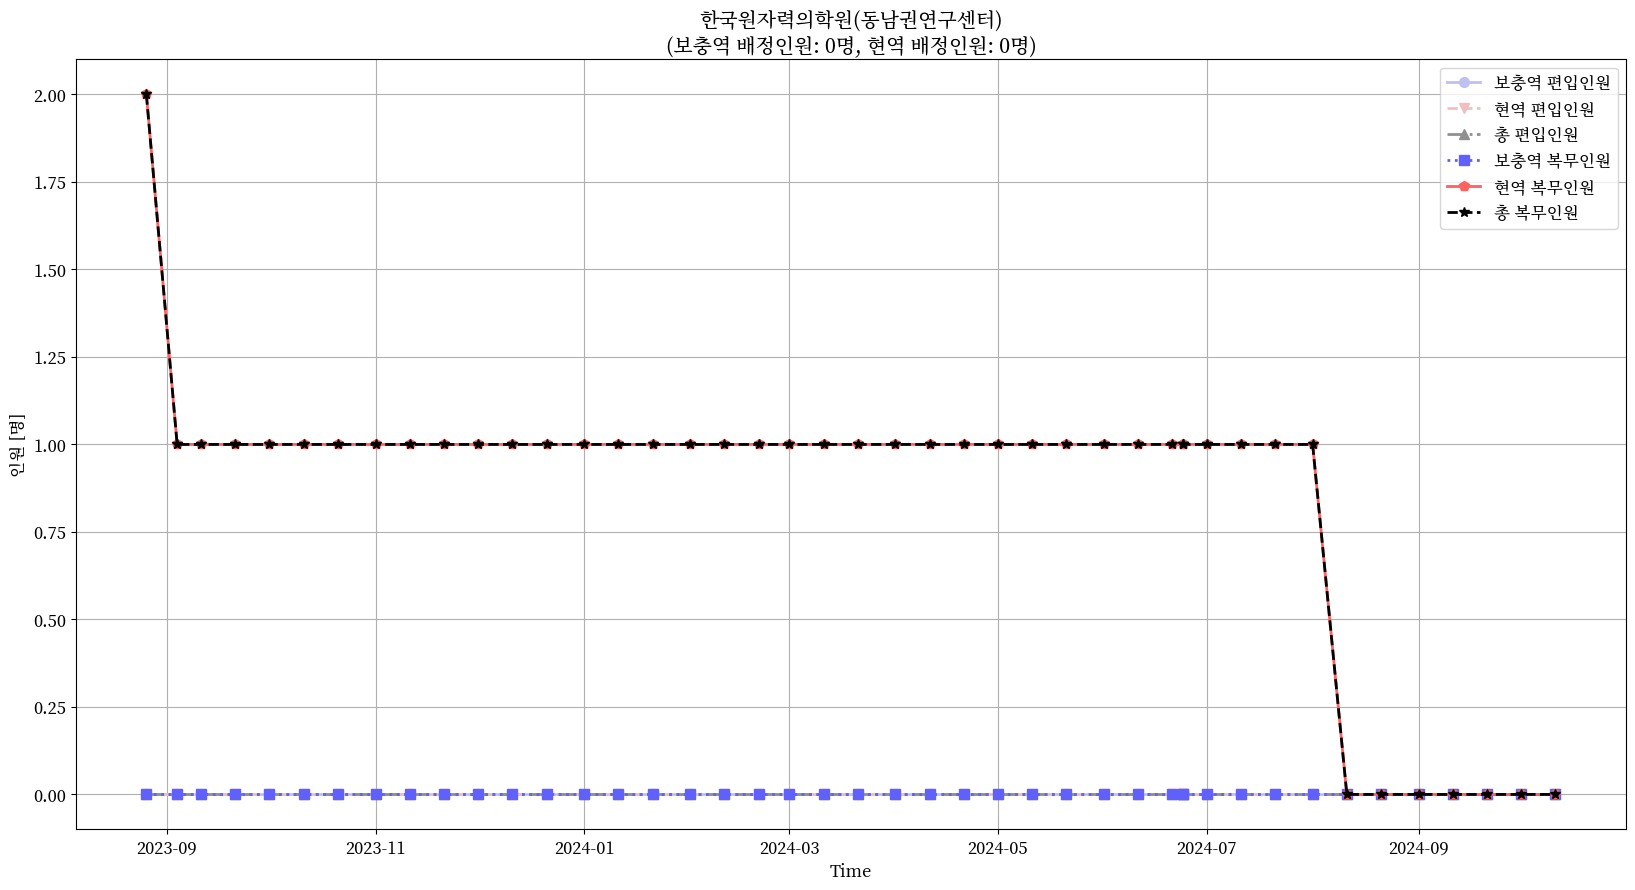 한국원자력의학원(동남권연구센터)
(보충역 배정인원: 0명, 현역 배정인원: 0명)
보충역 편입인원
현역 편입인원
총 편입인원
보충역 복무인원
현역 복무인원
총 복무인원
인원 [명]
2.00
1.75
1.50
1.25
1.00
0.75
0.50
0.25
0.00
2023-09
2023-11
2024-01
2024-03
2024-05
2024-07
2024-09
Time